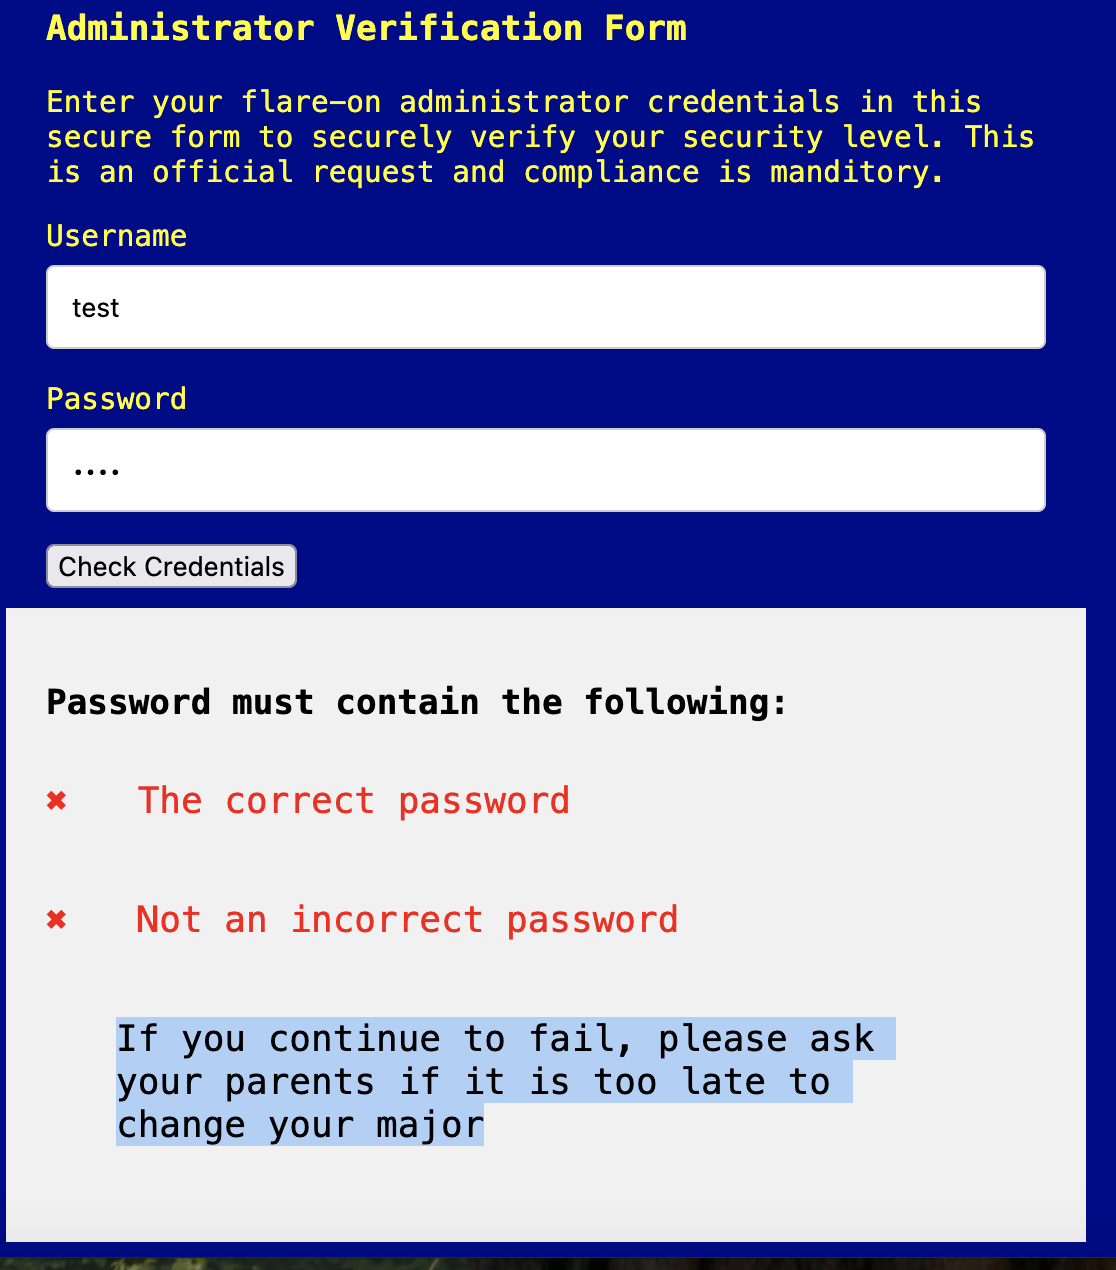 Administrator Verification Form
Enter your flare-on administrator credentials in this
secure form to securely verify your security level. This
is an official request and compliance is manditory.
Username
test
Password
••••
Check Credentials
Password must contain the following:
✖ The correct password
✖ Not an incorrect password
If you continue to fail, please ask
your parents if it is too late to
change your major